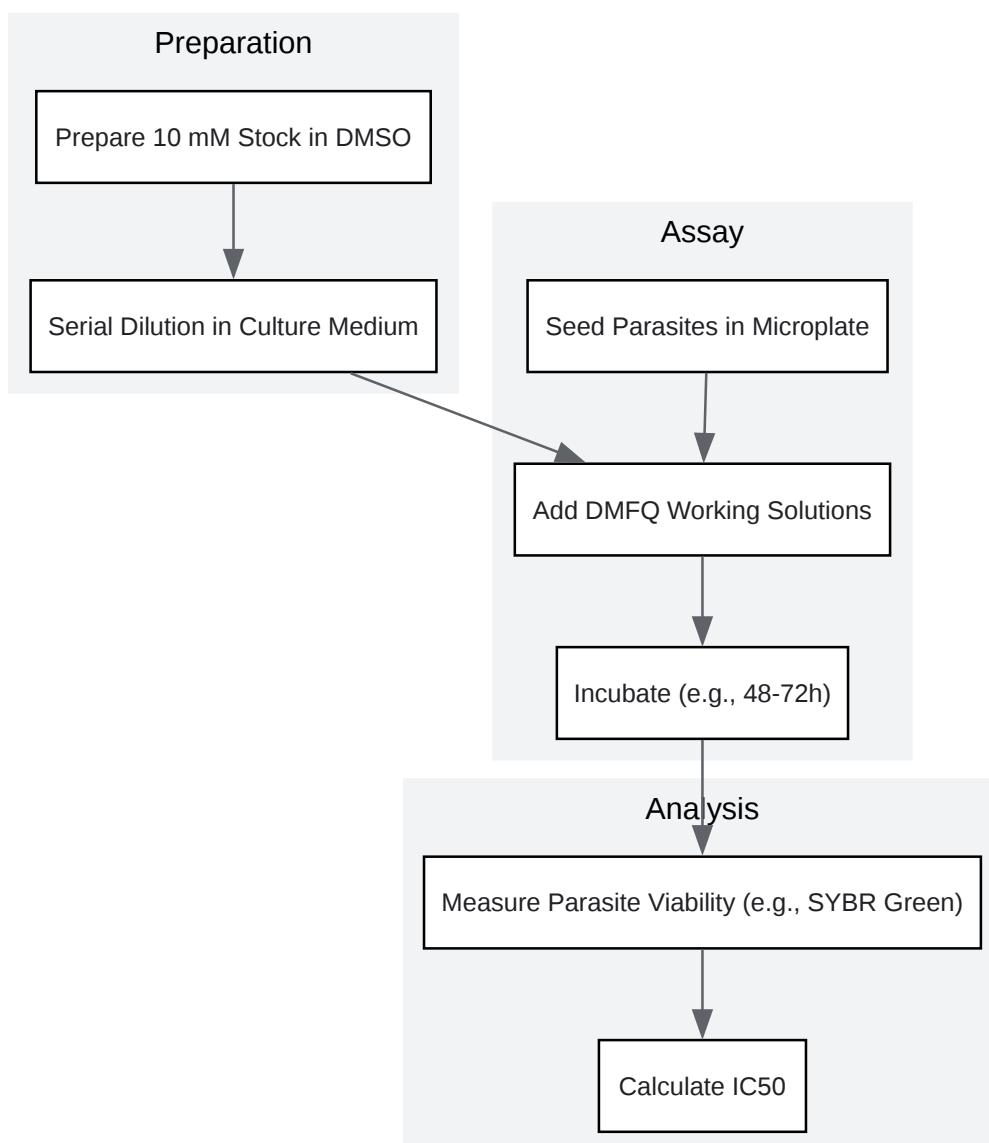 Preparation
Prepare 10 mM Stock in DMSO
Serial Dilution in Culture Medium
Assay
Seed Parasites in Microplate
Add DMFQ Working Solutions
Incubate (e.g., 48-72h)
Analysis
Measure Parasite Viability (e.g., SYBR Green)
Calculate IC50